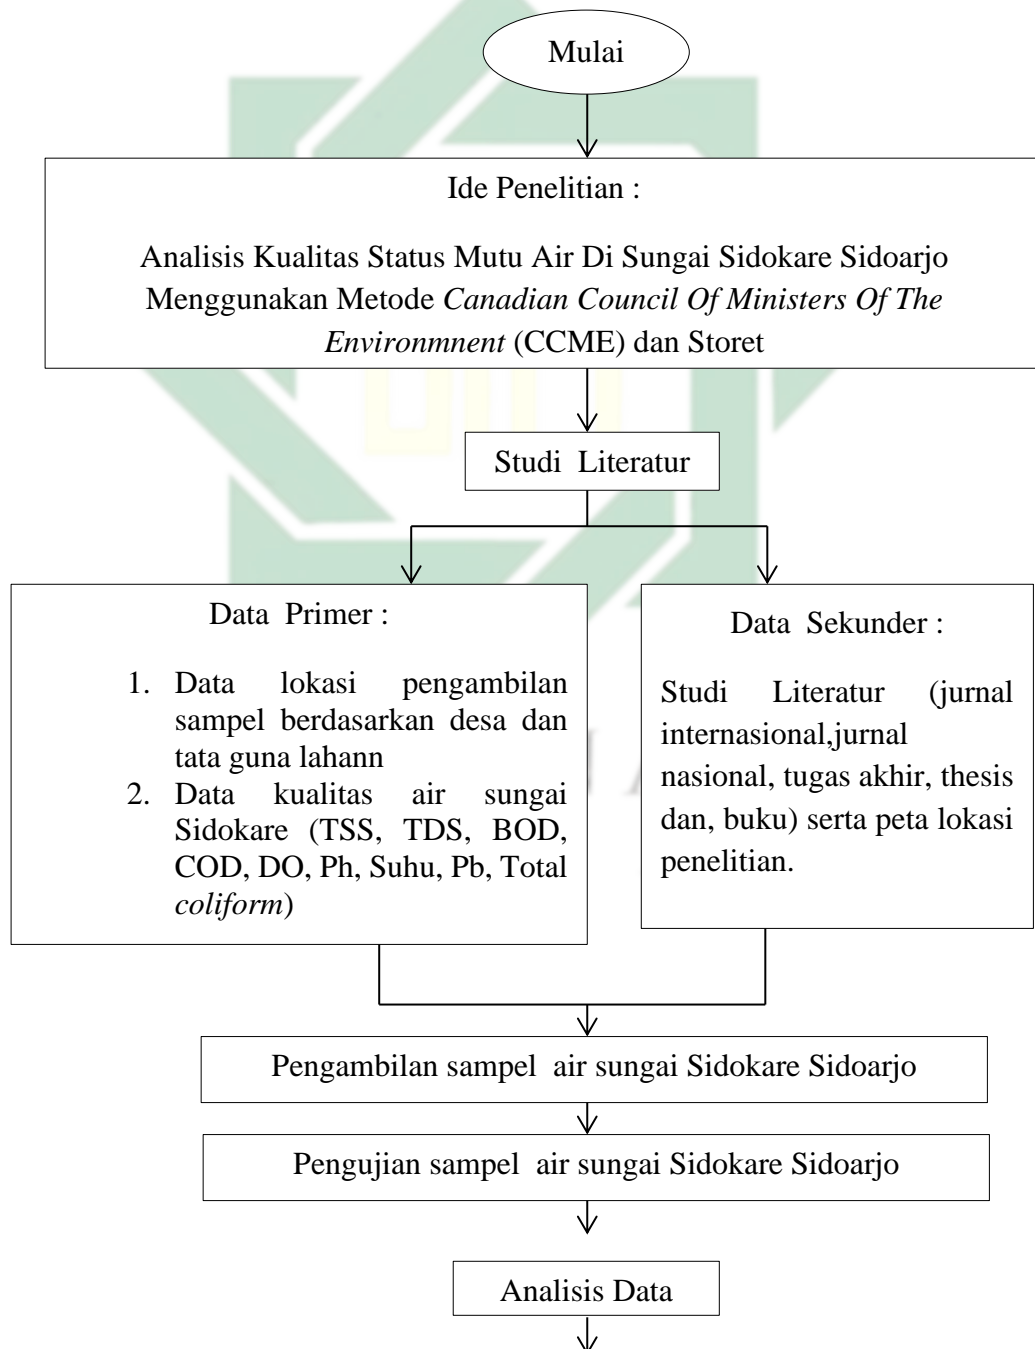 Mulai
Ide Penelitian :
Analisis Kualitas Status Mutu Air Di Sungai Sidokare Sidoarjo
Menggunakan Metode Canadian Council Of Ministers Of The
Environmnent (CCME) dan Storet
Studi Literatur
Data Primer :
1. Data lokasi pengambilan
sampel berdasarkan desa dan
tata guna lahann
2. Data kualitas air sungai
Sidokare (TSS, TDS, BOD,
COD, DO, Ph, Suhu, Pb, Total
coliform)
Data Sekunder :
Studi Literatur (jurnal
internasional,jurnal
nasional, tugas akhir, thesis
dan, buku) serta peta lokasi
penelitian.
Pengambilan sampel air sungai Sidokare Sidoarjo
Pengujian sampel air sungai Sidokare Sidoarjo
Analisis Data